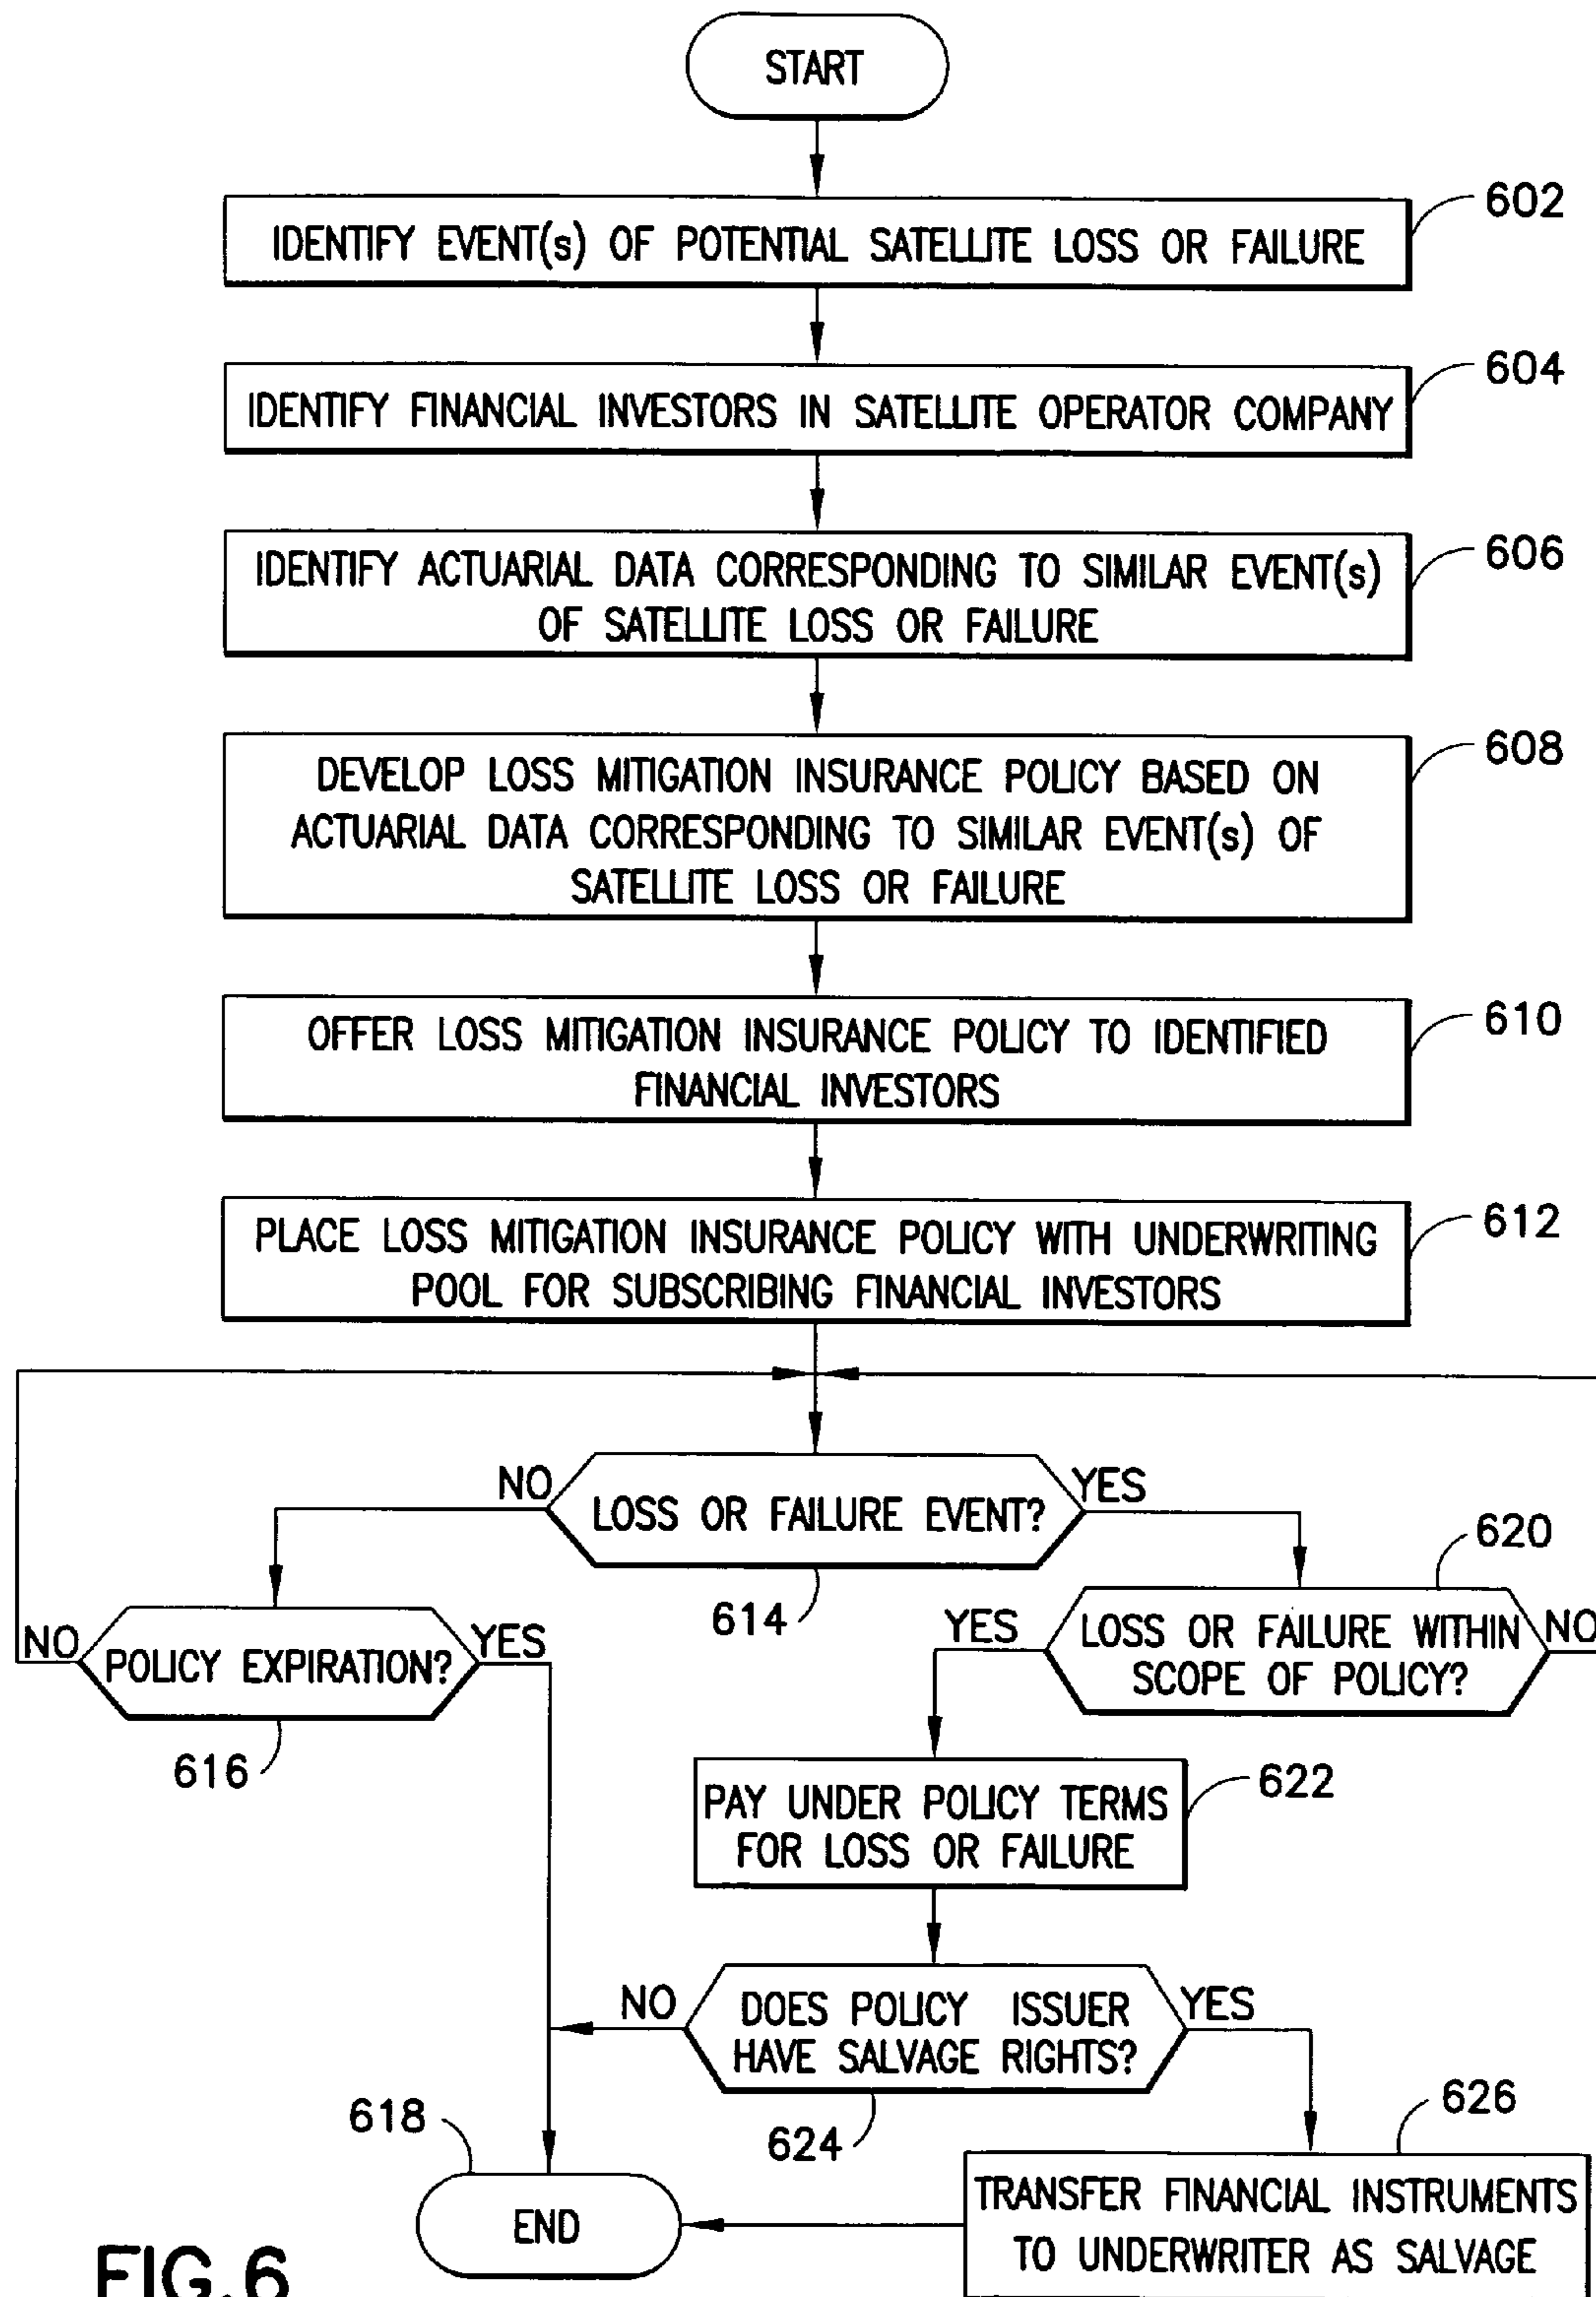 START
602
IDENTIFY EVENT(s) OF POTENTIAL SATELLITE LOSS OR FAILURE
604
IDENTIFY FINANCIAL INVESTORS IN SATELLITE OPERATOR COMPANY
606
IDENTIFY ACTUARIAL DATA CORRESPONDING TO SIMILAR EVENT(s)
OF SATELLITE LOSS OR FAILURE
608
DEVELOP LOSS MITIGATION INSURANCE POLICY BASED ON
ACTUARIAL DATA CORRESPONDING TO SIMILAR EVENT(s) OF
SATELLITE LOSS OR FAILURE
610
OFFER LOSS MITIGATION INSURANCE POLICY TO IDENTIFIED
FINANCIAL INVESTORS
612
PLACE LOSS MITIGATION INSURANCE POLICY WITH UNDERWRITING
POOL FOR SUBSCRIBING FINANCIAL INVESTORS
NO
YES
LOSS OR FAILURE EVENT?
614
620
NO
YES
POLICY EXPIRATION?
616
YES
NO
LOSS OR FAILURE WITHIN
SCOPE OF POLICY?
622
PAY UNDER POLICY TERMS
FOR LOSS OR FAILURE
NO
YES
DOES POLICY ISSUER
HAVE SALVAGE RIGHTS?
624
618
END
626
TRANSFER FINANCIAL INSTRUMENTS
TO UNDERWRITER AS SALVAGE
FIG.6